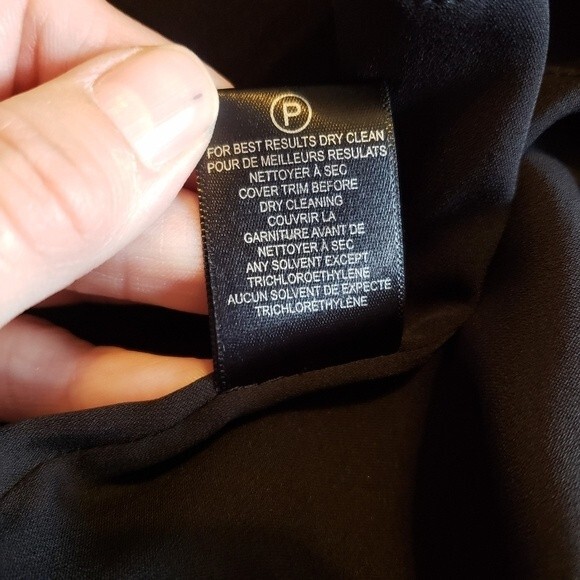 P
FOR BEST RESULTS DRY CLEAN
POUR DE MEILLEURS RESULATS
NETTOYER À SEC
COVER TRIM BEFORE
DRY CLEANING
COUVRIR LA
GARNITURE AVANT DE
NETTOYER À SEC
ANY SOLVENT EXCEPT
TRICHLOROETHYLENE
AUCUN SOLVENT DE EXPECTE
TRICHLORÉTHYLÈNE